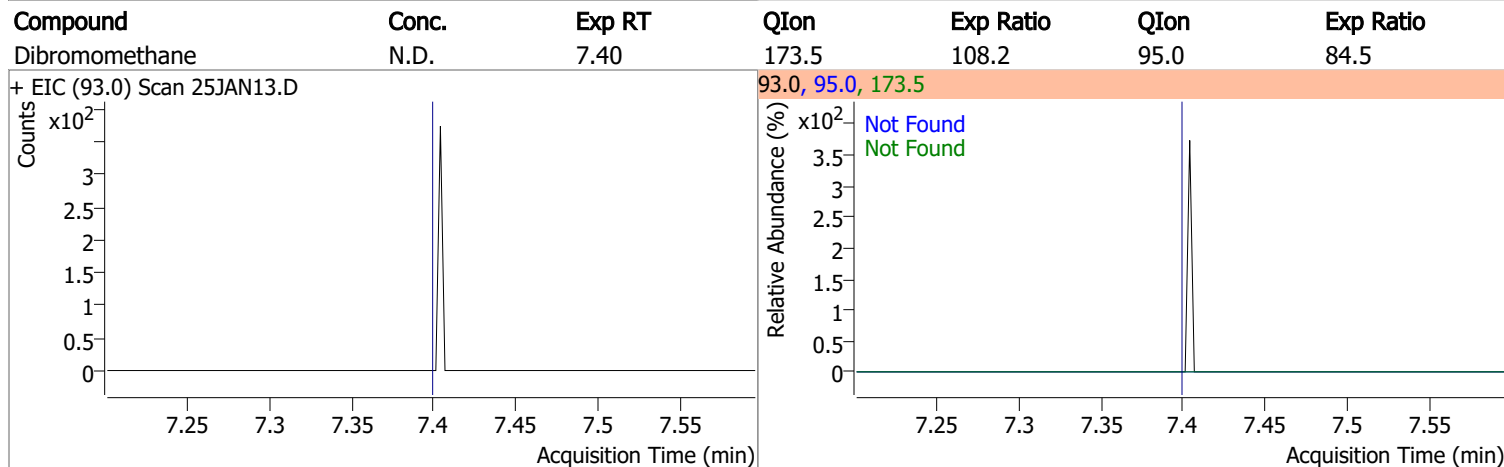 Compound Conc. Exp RT QIon Exp Ratio QIon Exp Ratio
Dibromomethane N.D. 7.40 173.5 108.2 95.0 84.5
+ EIC (93.0) Scan 25JAN13.D
Counts
x10²
3
2.5
2
1.5
1
0.5
0
7.25 7.3 7.35 7.4 7.45 7.5 7.55
Acquisition Time (min)
93.0, 95.0, 173.5
Relative Abundance (%)
x10²
Not Found
Not Found
3.5
3
2.5
2
1.5
1
0.5
0
7.25 7.3 7.35 7.4 7.45 7.5 7.55
Acquisition Time (min)